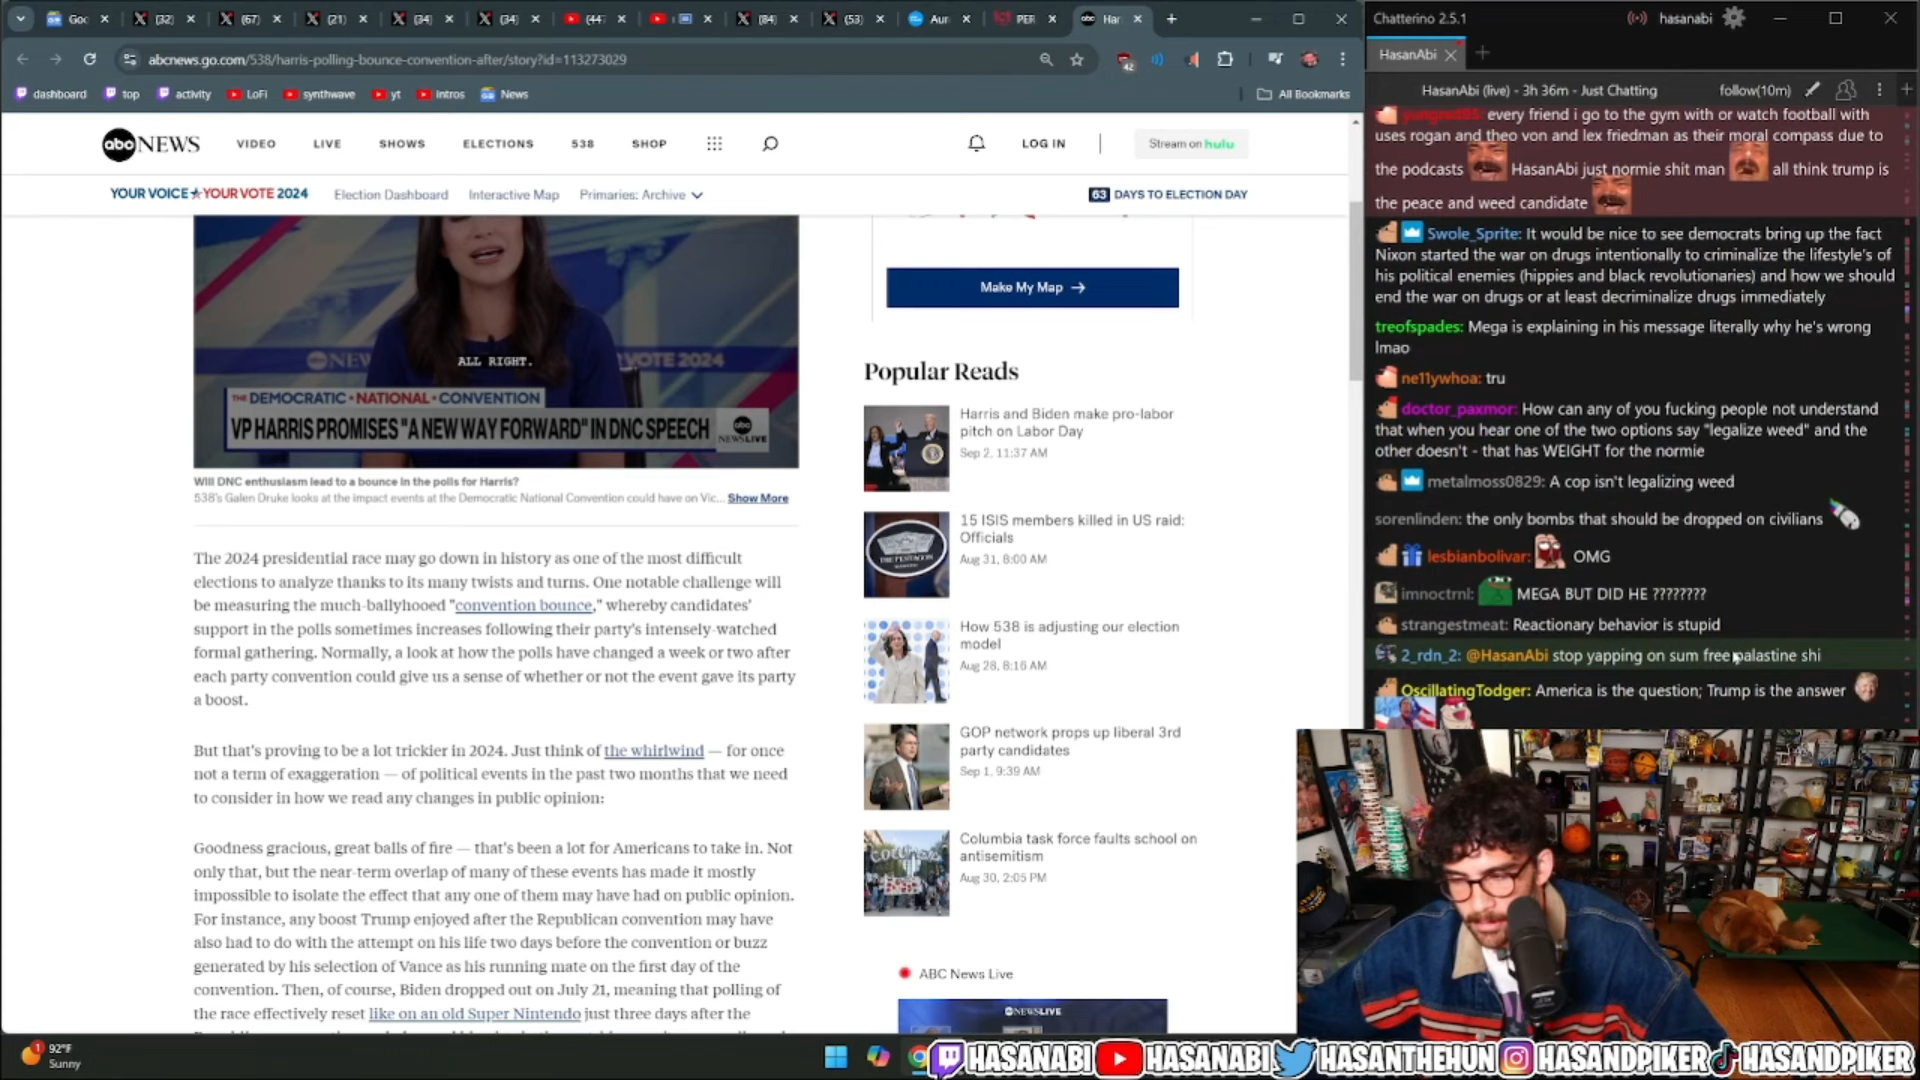 Goo
(32)
(67)
(21)
(34)
(34)
(44
(84)
(53)
Aur
PER
Har
abcnews.go.com/538/harris-polling-bounce-convention-after/story?id=113273029
42
dashboard
top
activity
LoFi
synthwave
yt
Intros
News
All Bookmarks
abc NEWS
VIDEO
LIVE
SHOWS
ELECTIONS
538
SHOP
LOG IN
Stream on hulu
YOUR VOICE YOUR VOTE 2024
Election Dashboard
Interactive Map
Primaries: Archive
63 DAYS TO ELECTION DAY
ALL RIGHT.
VOTE 2024
THE DEMOCRATIC • NATIONAL • CONVENTION
VP HARRIS PROMISES "A NEW WAY FORWARD" IN DNC SPEECH
abc
NEWS LIVE
Will DNC enthusiasm lead to a bounce in the polls for Harris?
538's Galen Druke looks at the impact events at the Democratic National Convention could have on Vic... Show More
The 2024 presidential race may go down in history as one of the most difficult
elections to analyze thanks to its many twists and turns. One notable challenge will
be measuring the much-ballyhooed "convention bounce," whereby candidates'
support in the polls sometimes increases following their party's intensely-watched
formal gathering. Normally, a look at how the polls have changed a week or two after
each party convention could give us a sense of whether or not the event gave its party
a boost.
But that's proving to be a lot trickier in 2024. Just think of the whirlwind — for once
not a term of exaggeration — of political events in the past two months that we need
to consider in how we read any changes in public opinion:
Goodness gracious, great balls of fire — that's been a lot for Americans to take in. Not
only that, but the near-term overlap of many of these events has made it mostly
impossible to isolate the effect that any one of them may have had on public opinion.
For instance, any boost Trump enjoyed after the Republican convention may have
also had to do with the attempt on his life two days before the convention or buzz
generated by his selection of Vance as his running mate on the first day of the
convention. Then, of course, Biden dropped out on July 21, meaning that polling of
the race effectively reset like on an old Super Nintendo just three days after the
Make My Map →
Popular Reads
Harris and Biden make pro-labor
pitch on Labor Day
Sep 2, 11:37 AM
THE PENTAGON
15 ISIS members killed in US raid:
Officials
Aug 31, 8:00 AM
How 538 is adjusting our election
model
Aug 28, 8:16 AM
GOP network props up liberal 3rd
party candidates
Sep 1, 9:39 AM
Columbia task force faults school on
antisemitism
Aug 30, 2:05 PM
ABC News Live
NEWSLIVE
Chatterino 2.5.1
hasanabi
HasanAbi
HasanAbi (live) - 3h 36m - Just Chatting
follow(10m)
every friend i go to the gym with or watch football with
uses rogan and theo von and lex friedman as their moral compass due to
the podcasts HasanAbi just normie shit man all think trump is
the peace and weed candidate
Swole_Sprite: It would be nice to see democrats bring up the fact
Nixon started the war on drugs intentionally to criminalize the lifestyle's of
his political enemies (hippies and black revolutionaries) and how we should
end the war on drugs or at least decriminalize drugs immediately
treofspades: Mega is explaining in his message literally why he's wrong
lmao
ne11ywhoa: tru
doctor_paxmor: How can any of you fucking people not understand
that when you hear one of the two options say "legalize weed" and the
other doesn't - that has WEIGHT for the normie
metalmoss0829: A cop isn't legalizing weed
sorenlinden: the only bombs that should be dropped on civilians
lesbianbolivar: OMG
imnoctrnl: MEGA BUT DID HE ????????
strangestmeat: Reactionary behavior is stupid
2_rdn_2: @HasanAbi stop yapping on sum free palastine shi
OscillatingTodger: America is the question; Trump is the answer
1
92°F
Sunny
HASANABI
HASANABI
HASANTHEHUN
HASANDPIKER
HASANDPIKER